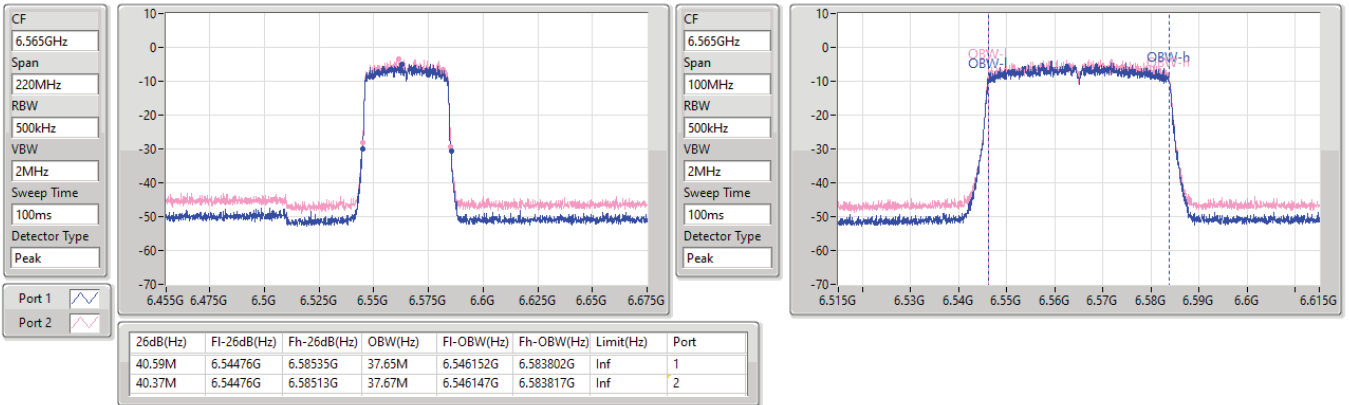 CF
6.565GHz
Span
220MHz
RBW
500kHz
VBW
2MHz
Sweep Time
100ms
Detector Type
Peak
Port 1
Port 2
10
0
-10
-20
-30
-40
-50
-60
-70
6.455G 6.475G 6.5G 6.525G 6.55G 6.575G 6.6G 6.625G 6.65G 6.675G
CF
6.565GHz
Span
100MHz
RBW
500kHz
VBW
2MHz
Sweep Time
100ms
Detector Type
Peak
10
0
-10
-20
-30
-40
-50
-60
-70
OBW-l
OBW-l
OBW-h
OBW-h
6.515G 6.53G 6.54G 6.55G 6.56G 6.57G 6.58G 6.59G 6.6G 6.615G
26dB(Hz) Fl-26dB(Hz) Fh-26dB(Hz) OBW(Hz) Fl-OBW(Hz) Fh-OBW(Hz) Limit(Hz) Port
40.59M 6.54476G 6.58535G 37.65M 6.546152G 6.583802G Inf 1
40.37M 6.54476G 6.58513G 37.67M 6.546147G 6.583817G Inf 2